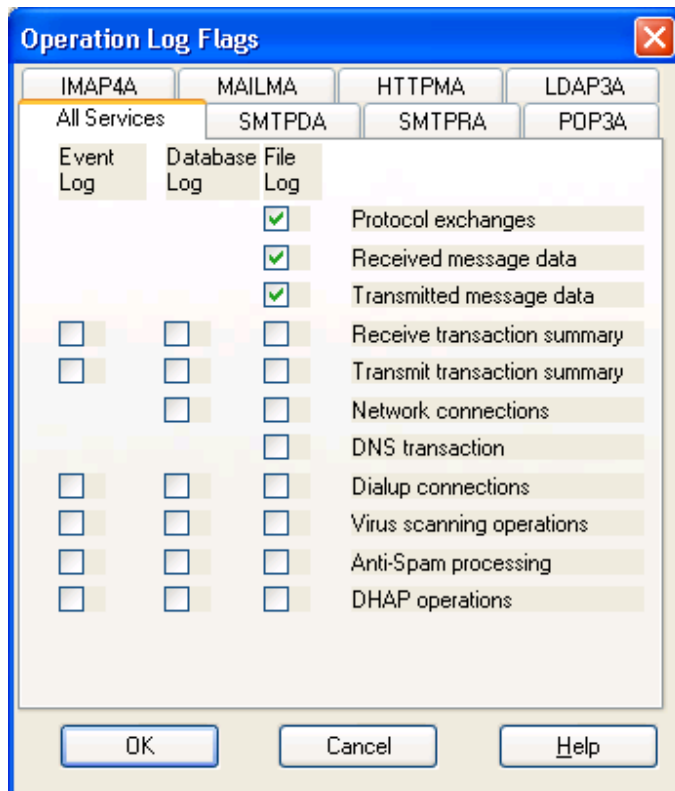 Operation Log Flags
IMAP4A MAILMA HTTPMA LDAP3A
All Services SMTPDA SMTPRA POP3A
Event Database File
Log Log Log
Protocol exchanges
Received message data
Transmitted message data
Receive transaction summary
Transmit transaction summary
Network connections
DNS transaction
Dialup connections
Virus scanning operations
Anti-Spam processing
DHAP operations
OK Cancel Help